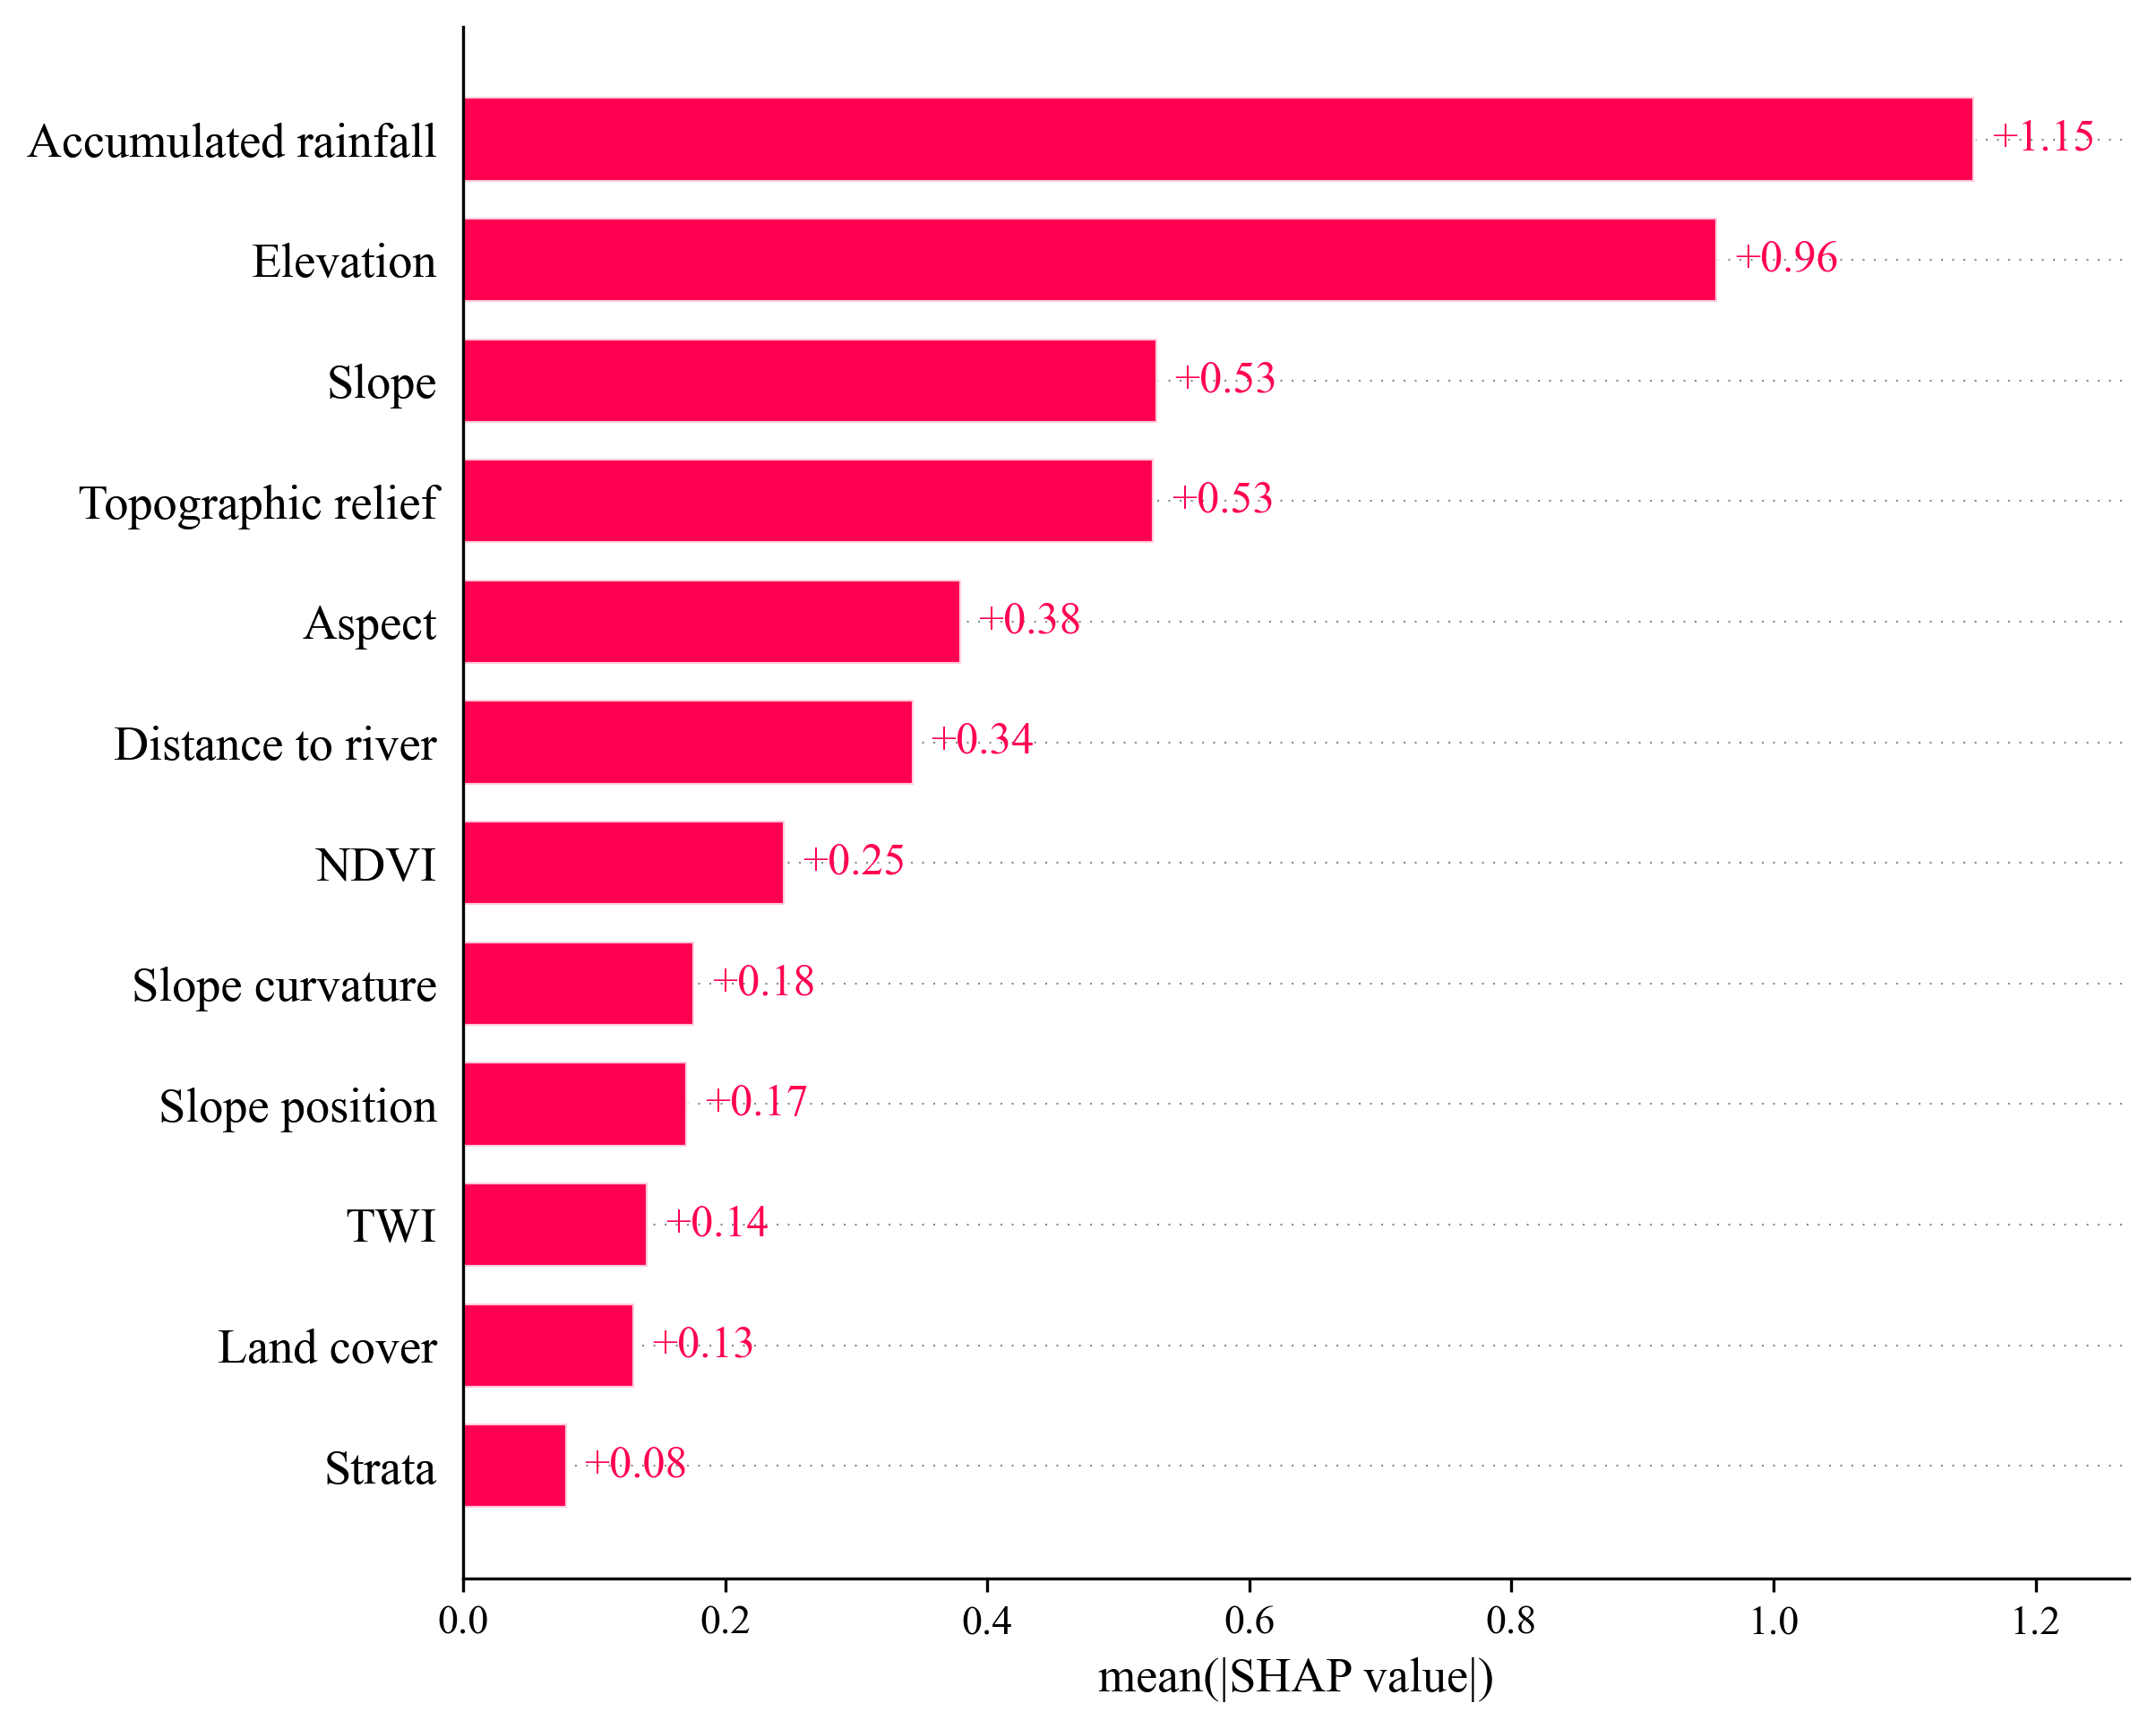 Accumulated rainfall +1.15
Elevation +0.96
Slope +0.53
Topographic relief +0.53
Aspect +0.38
Distance to river +0.34
NDVI +0.25
Slope curvature +0.18
Slope position +0.17
TWI +0.14
Land cover +0.13
Strata +0.08
0.0 0.2 0.4 0.6 0.8 1.0 1.2
mean(|SHAP value|)